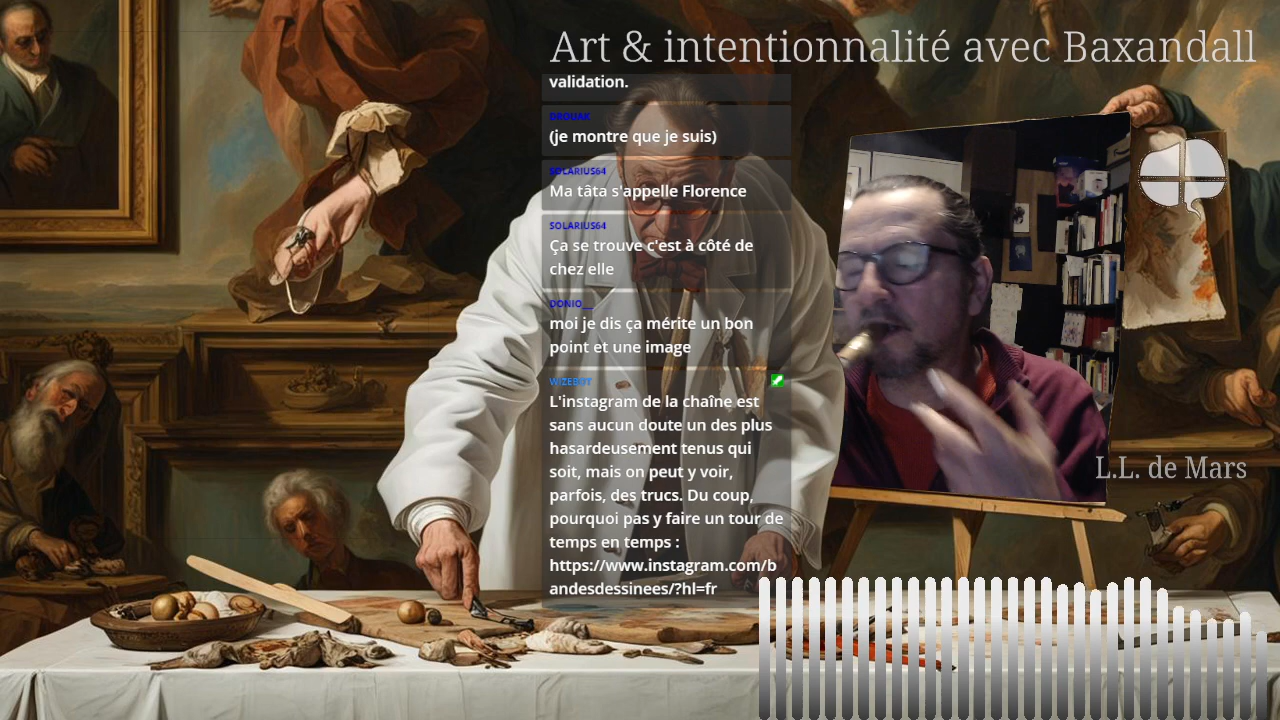 Art & intentionnalité avec Baxandall
validation.
DROUAK
(je montre que je suis)
SOLARIUS64
Ma tâta s'appelle Florence
SOLARIUS64
Ça se trouve c'est à côté de
chez elle
DONIO__
moi je dis ça mérite un bon
point et une image
WIZEBOT
L'instagram de la chaîne est
sans aucun doute un des plus
hasardeusement tenus qui
soit, mais on peut y voir,
parfois, des trucs. Du coup,
pourquoi pas y faire un tour de
temps en temps :
https://www.instagram.com/b
andesdessinees/?hl=fr
L.L. de Mars